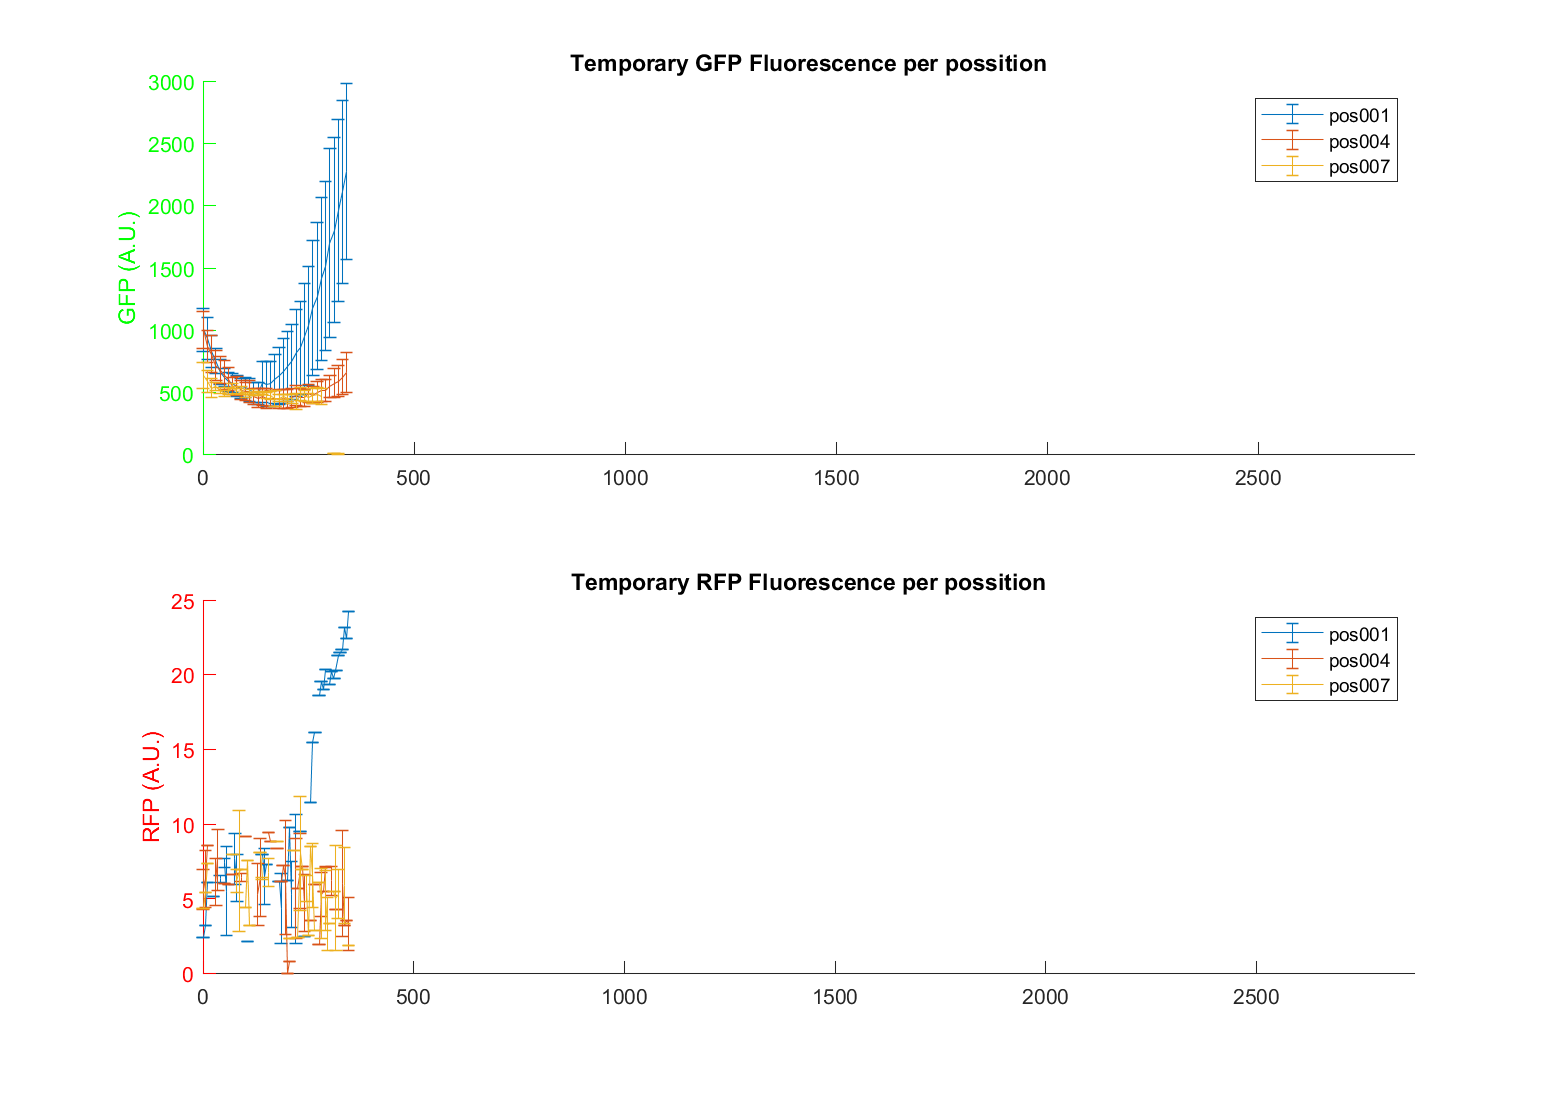 Temporary GFP Fluorescence per possition
3000
2500
2000
1500
1000
500
0
GFP (A.U.)
pos001
pos004
pos007
0 500 1000 1500 2000 2500
Temporary RFP Fluorescence per possition
25
20
15
10
5
0
RFP (A.U.)
pos001
pos004
pos007
0 500 1000 1500 2000 2500